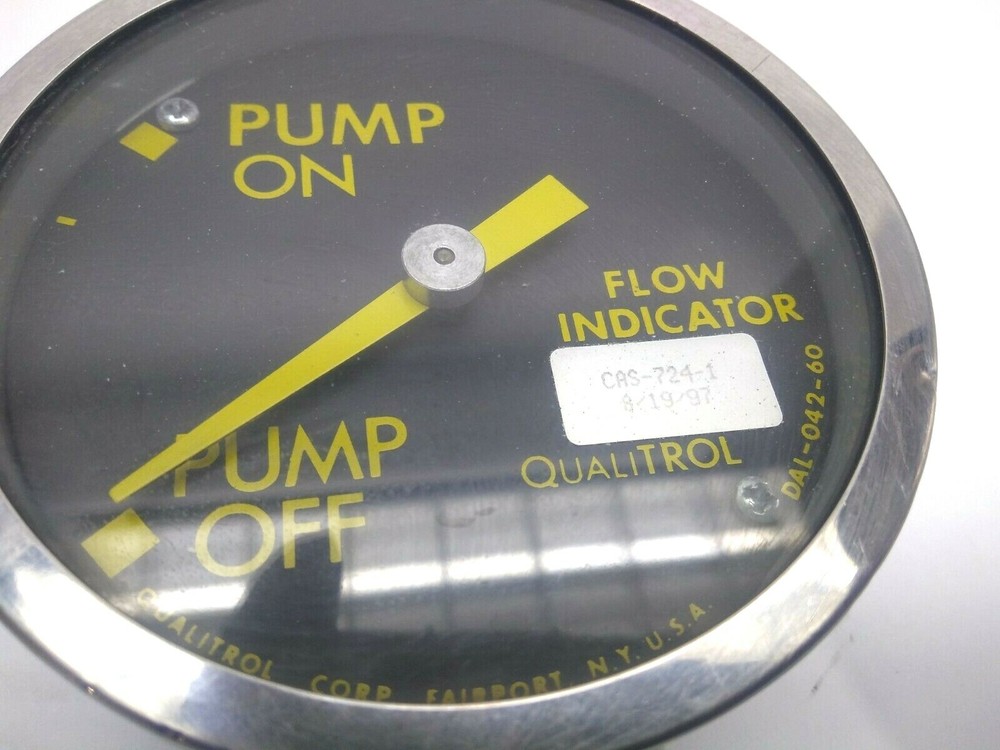 PUMP
ON
FLOW
INDICATOR
CAS-724-1
8/19/97
QUALITROL
DAL-042-60
PUMP
OFF
QUALITROL CORP. FAIRPORT N.Y. U.S.A.